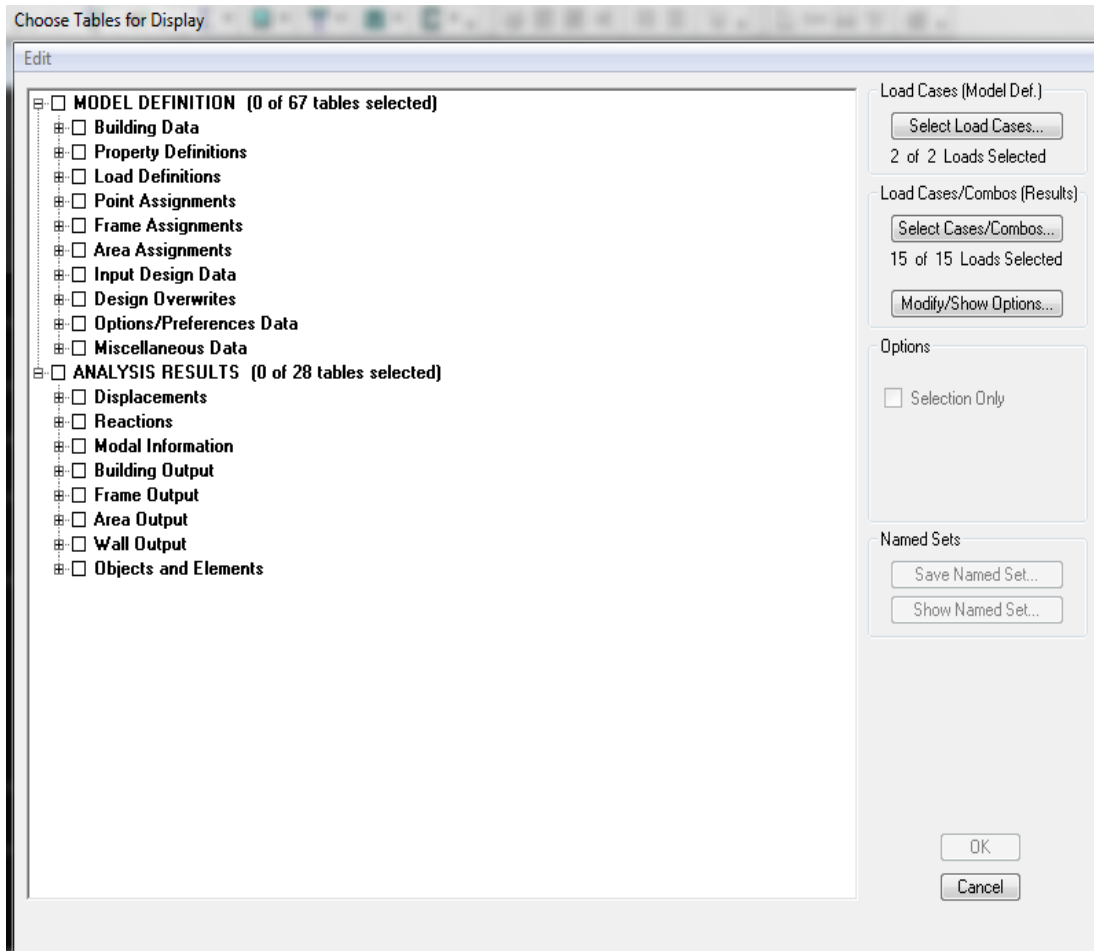 Choose Tables for Display
Edit
MODEL DEFINITION (0 of 67 tables selected)
Building Data
Property Definitions
Load Definitions
Point Assignments
Frame Assignments
Area Assignments
Input Design Data
Design Overwrites
Options/Preferences Data
Miscellaneous Data
ANALYSIS RESULTS (0 of 28 tables selected)
Displacements
Reactions
Modal Information
Building Output
Frame Output
Area Output
Wall Output
Objects and Elements
Load Cases (Model Def.)
Select Load Cases...
2 of 2 Loads Selected
Load Cases/Combos (Results)
Select Cases/Combos...
15 of 15 Loads Selected
Modify/Show Options...
Options
Selection Only
Named Sets
Save Named Set...
Show Named Set...
OK
Cancel